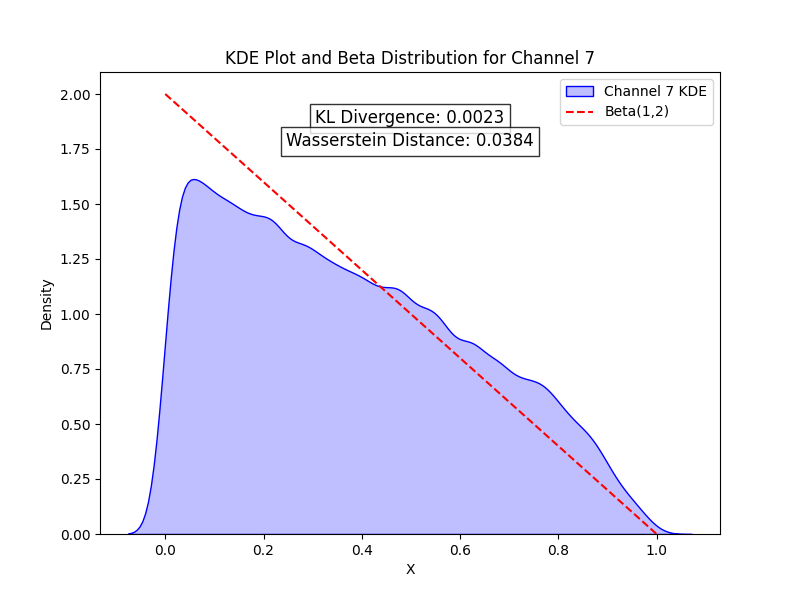 KDE Plot and Beta Distribution for Channel 7
KL Divergence: 0.0023
Wasserstein Distance: 0.0384
Channel 7 KDE
Beta(1,2)
Density
2.00
1.75
1.50
1.25
1.00
0.75
0.50
0.25
0.00
0.0 0.2 0.4 0.6 0.8 1.0
X